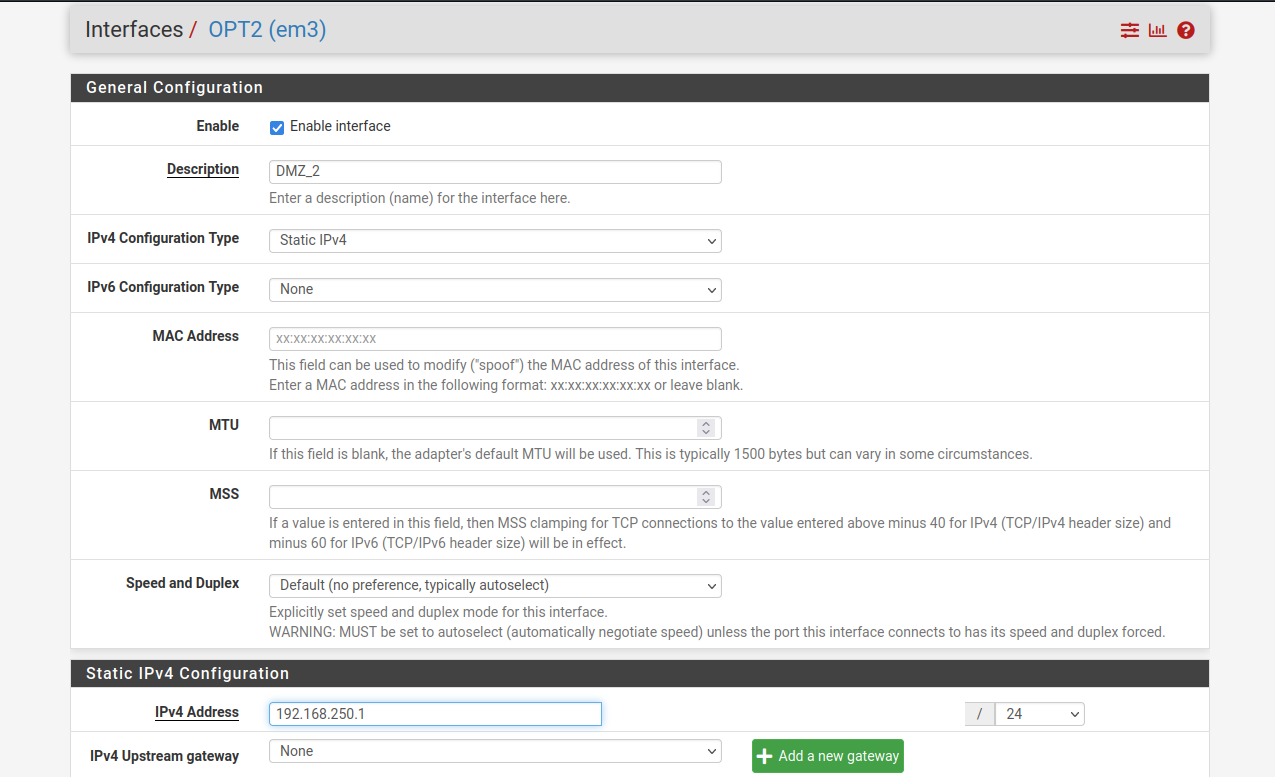 Interfaces / OPT2 (em3)
General Configuration
Enable Enable interface
Description DMZ_2
Enter a description (name) for the interface here.
IPv4 Configuration Type Static IPv4
IPv6 Configuration Type None
MAC Address xx:xx:xx:xx:xx:xx
This field can be used to modify ("spoof") the MAC address of this interface.
Enter a MAC address in the following format: xx:xx:xx:xx:xx:xx or leave blank.
MTU
If this field is blank, the adapter's default MTU will be used. This is typically 1500 bytes but can vary in some circumstances.
MSS
If a value is entered in this field, then MSS clamping for TCP connections to the value entered above minus 40 for IPv4 (TCP/IPv4 header size) and
minus 60 for IPv6 (TCP/IPv6 header size) will be in effect.
Speed and Duplex Default (no preference, typically autoselect)
Explicitly set speed and duplex mode for this interface.
WARNING: MUST be set to autoselect (automatically negotiate speed) unless the port this interface connects to has its speed and duplex forced.
Static IPv4 Configuration
IPv4 Address 192.168.250.1 / 24
IPv4 Upstream gateway None Add a new gateway